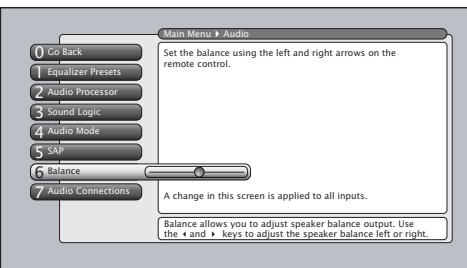 Main Menu ▶ Audio
0 Go Back
1 Equalizer Presets
2 Audio Processor
3 Sound Logic
4 Audio Mode
5 SAP
6 Balance
7 Audio Connections
Set the balance using the left and right arrows on the
remote control.
A change in this screen is applied to all inputs.
Balance allows you to adjust speaker balance output. Use
the ◀ and ▶ keys to adjust the speaker balance left or right.